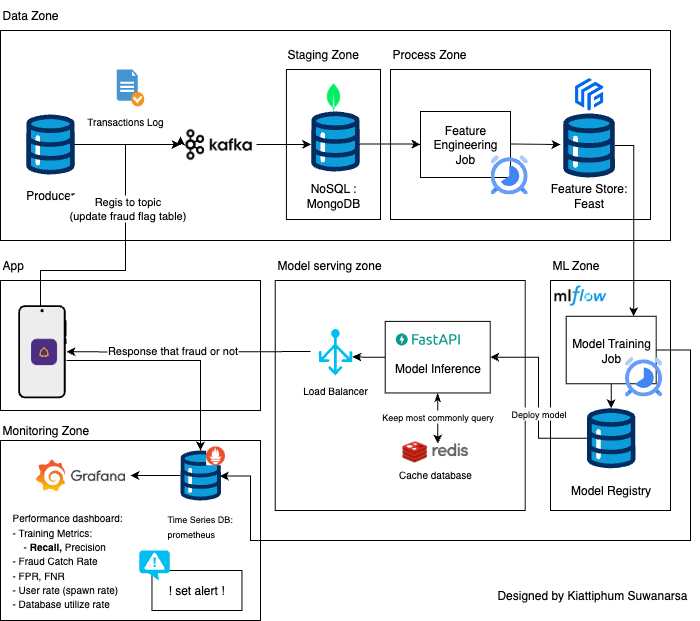 Data Zone
Staging Zone
Process Zone
Transactions Log
kafka
Producer
Regis to topic
(update fraud flag table)
NoSQL :
MongoDB
Feature
Engineering
Job
Feature Store:
Feast
App
Model serving zone
ML Zone
mlflow
Response that fraud or not
Load Balancer
FastAPI
Model Inference
Keep most commonly query
redis
Cache database
Deploy model
Model Training
Job
Model Registry
Monitoring Zone
Grafana
Time Series DB:
prometheus
Performance dashboard:
- Training Metrics:
- Recall, Precision
- Fraud Catch Rate
- FPR, FNR
- User rate (spawn rate)
- Database utilize rate
! set alert !
Designed by Kiattiphum Suwanarsa